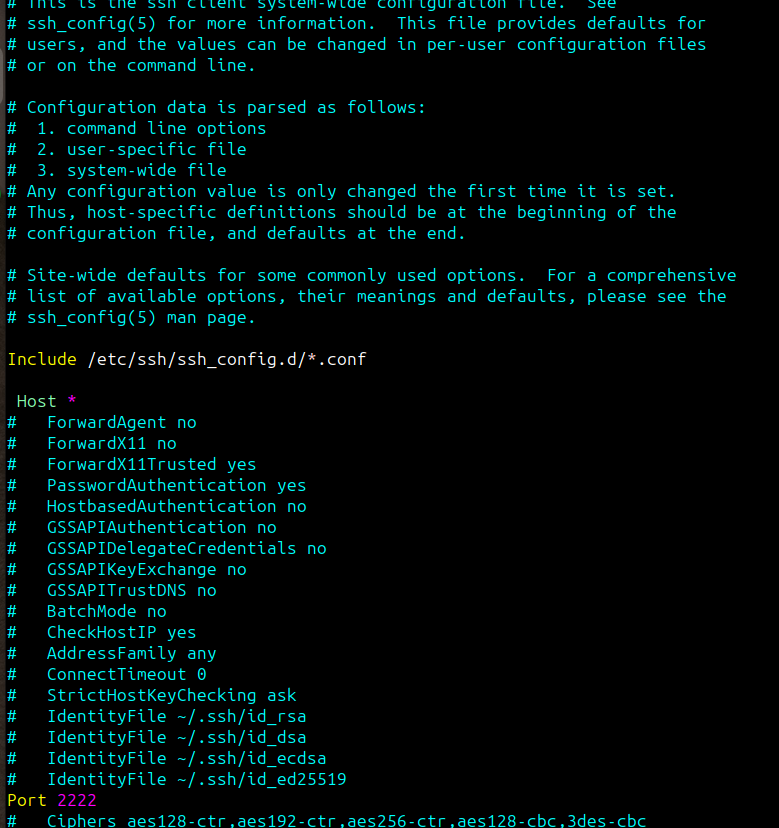 # This is the ssh client system-wide configuration file.  See
# ssh_config(5) for more information.  This file provides defaults for
# users, and the values can be changed in per-user configuration files
# or on the command line.

# Configuration data is parsed as follows:
#  1. command line options
#  2. user-specific file
#  3. system-wide file
# Any configuration value is only changed the first time it is set.
# Thus, host-specific definitions should be at the beginning of the
# configuration file, and defaults at the end.

# Site-wide defaults for some commonly used options.  For a comprehensive
# list of available options, their meanings and defaults, please see the
# ssh_config(5) man page.

Include /etc/ssh/ssh_config.d/*.conf

 Host *
#   ForwardAgent no
#   ForwardX11 no
#   ForwardX11Trusted yes
#   PasswordAuthentication yes
#   HostbasedAuthentication no
#   GSSAPIAuthentication no
#   GSSAPIDelegateCredentials no
#   GSSAPIKeyExchange no
#   GSSAPITrustDNS no
#   BatchMode no
#   CheckHostIP yes
#   AddressFamily any
#   ConnectTimeout 0
#   StrictHostKeyChecking ask
#   IdentityFile ~/.ssh/id_rsa
#   IdentityFile ~/.ssh/id_dsa
#   IdentityFile ~/.ssh/id_ecdsa
#   IdentityFile ~/.ssh/id_ed25519
Port 2222
#   Ciphers aes128-ctr,aes192-ctr,aes256-ctr,aes128-cbc,3des-cbc